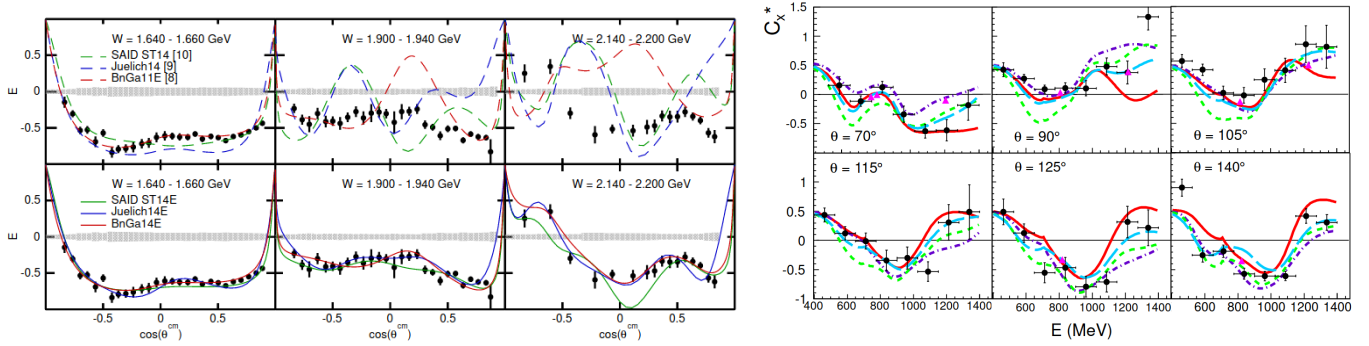 W = 1.640 - 1.660 GeV
W = 1.900 - 1.940 GeV
W = 2.140 - 2.200 GeV
SAID ST14 [10]
Juelich14 [9]
BnGa11E [8]
0.5
0
-0.5
E
W = 1.640 - 1.660 GeV
W = 1.900 - 1.940 GeV
W = 2.140 - 2.200 GeV
SAID ST14E
Juelich14E
BnGa14E
0.5
0
-0.5
E
-0.5 0 0.5
-0.5 0 0.5
-0.5 0 0.5
cos(θcm)
cos(θcm)
cos(θcm)
Cx*
1
0.5
0
-0.5
θ = 70°
θ = 90°
θ = 105°
θ = 115°
θ = 125°
θ = 140°
1
0.5
0
-0.5
-1
400 600 800 1000 1200 1400
600 800 1000 1200 1400
600 800 1000 1200 1400
E (MeV)